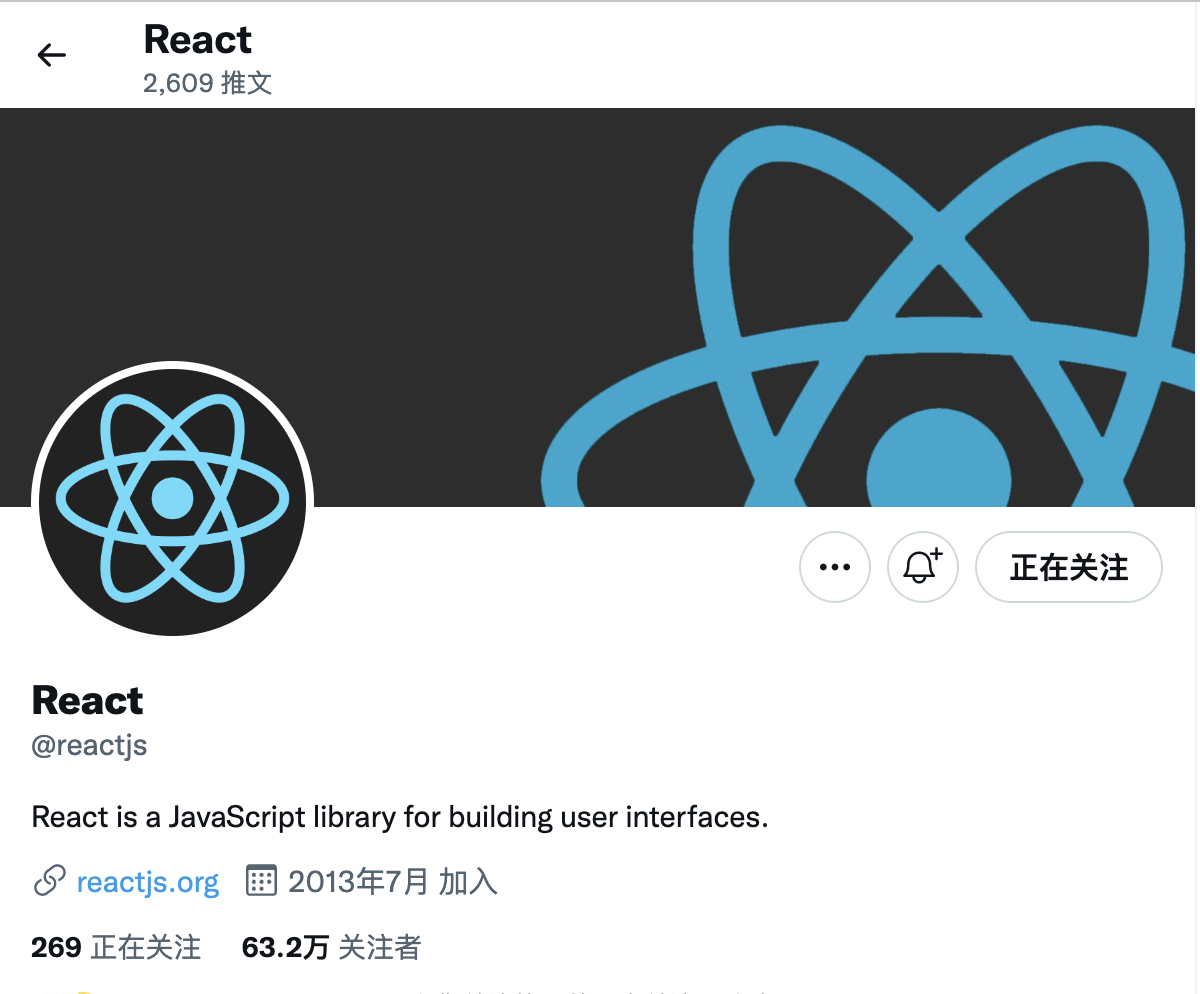 React
2,609 推文
正在关注
React
@reactjs
React is a JavaScript library for building user interfaces.
reactjs.org 2013年7月 加入
269 正在关注 63.2万 关注者